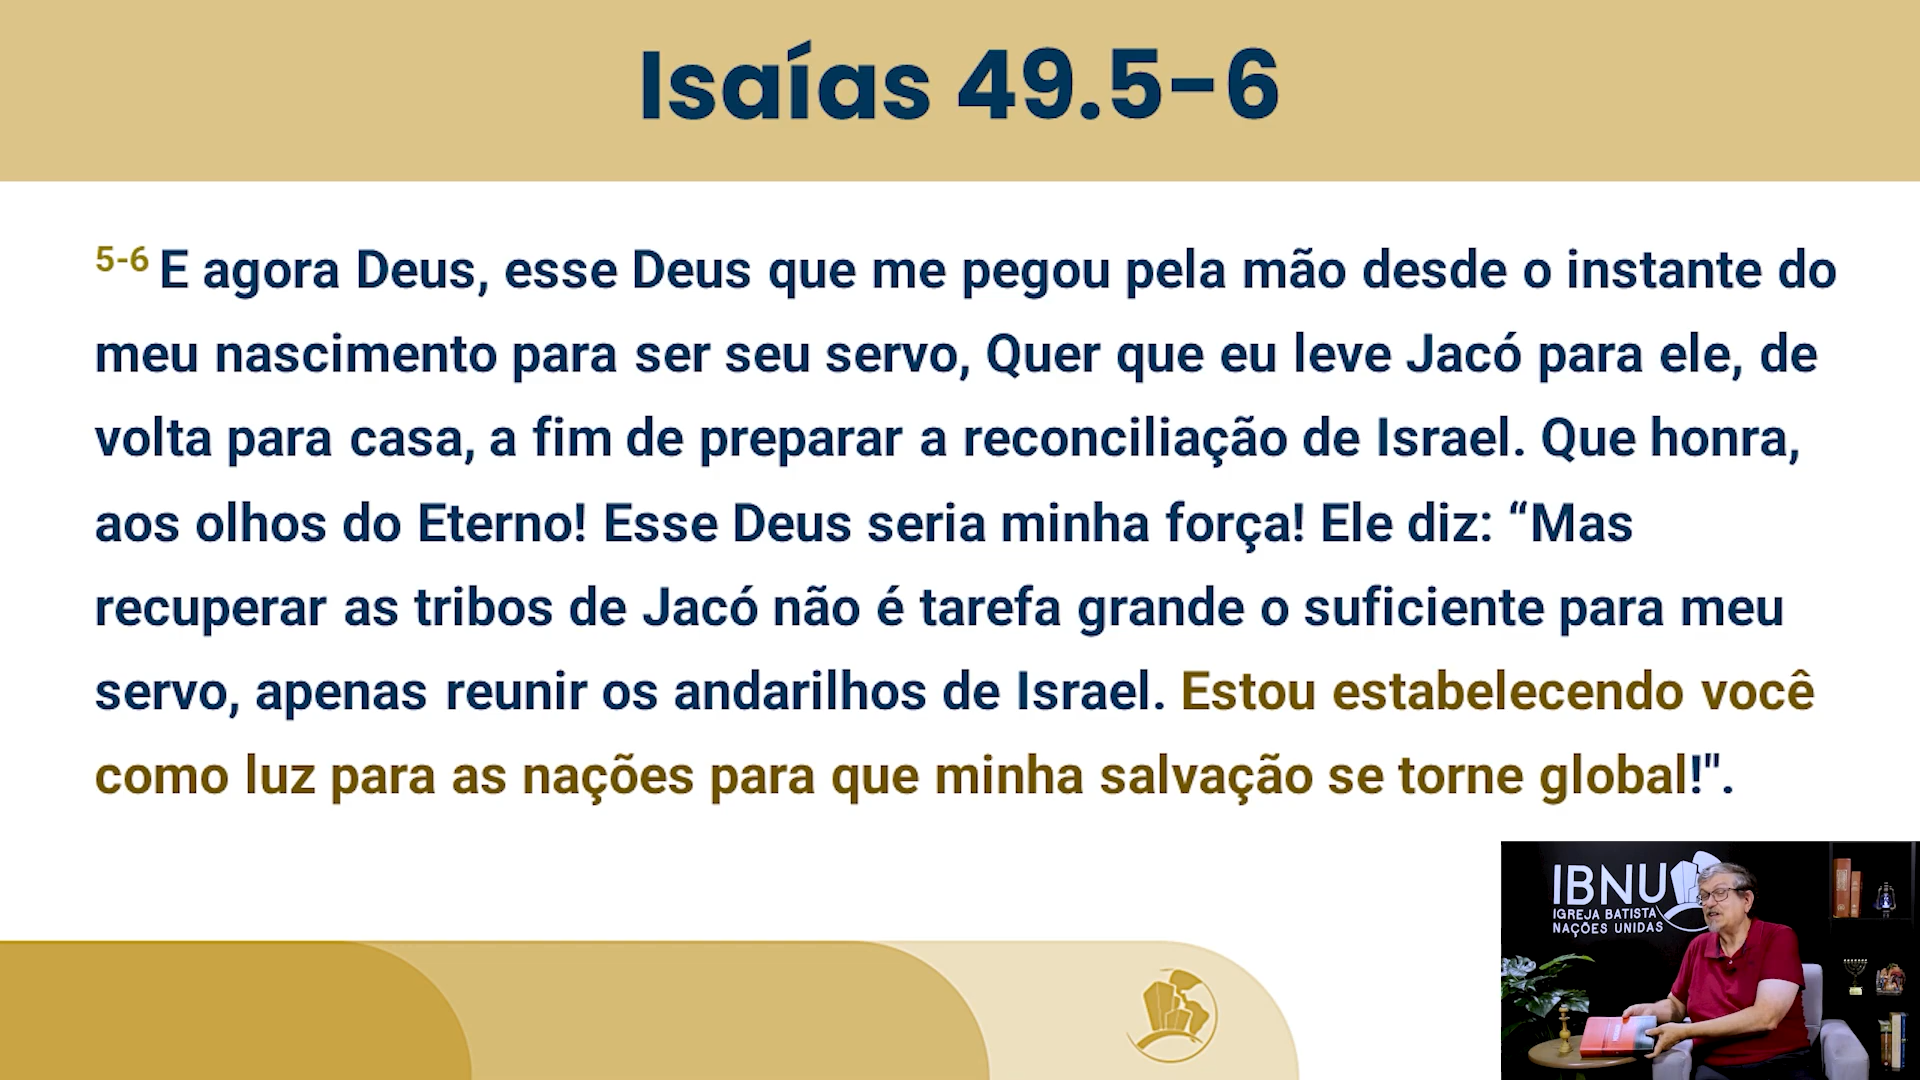 Isaías 49.5-6
5-6 E agora Deus, esse Deus que me pegou pela mão desde o instante do
meu nascimento para ser seu servo, Quer que eu leve Jacó para ele, de
volta para casa, a fim de preparar a reconciliação de Israel. Que honra,
aos olhos do Eterno! Esse Deus seria minha força! Ele diz: “Mas
recuperar as tribos de Jacó não é tarefa grande o suficiente para meu
servo, apenas reunir os andarilhos de Israel. Estou estabelecendo você
como luz para as nações para que minha salvação se torne global!".
IBNU
IGREJA BATISTA
NAÇÕES UNIDAS